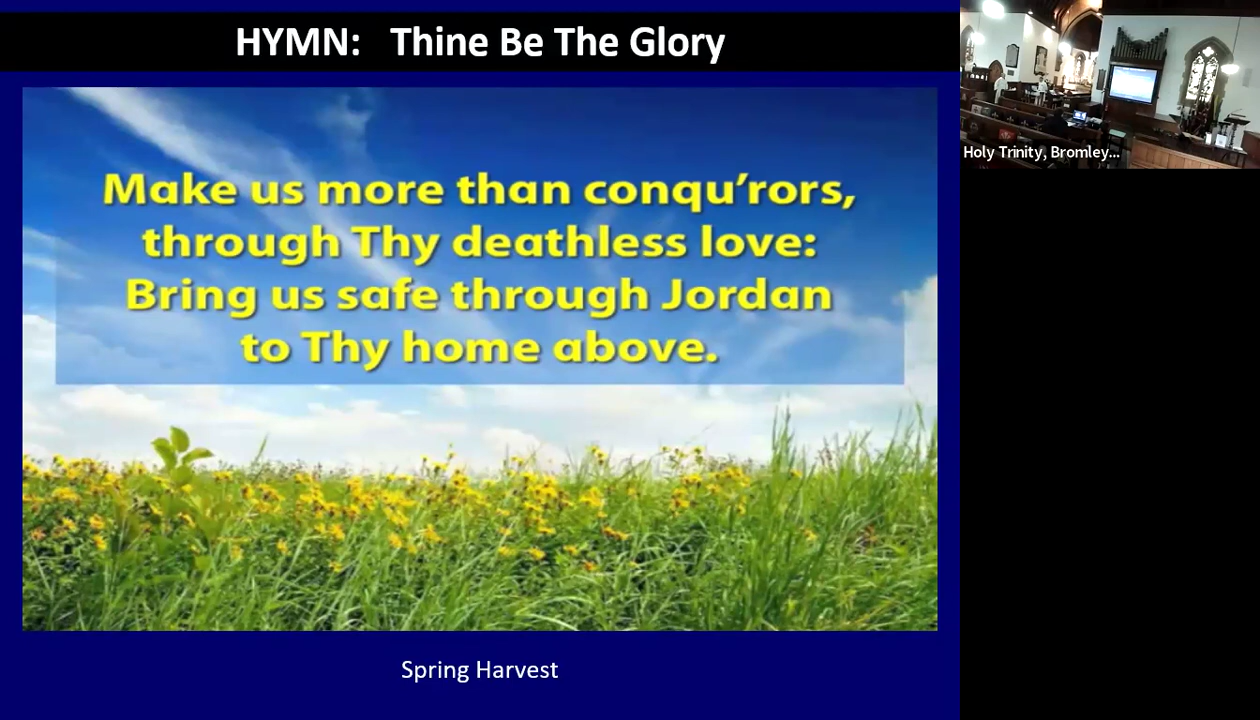 HYMN: Thine Be The Glory
Make us more than conqu’rors,
through Thy deathless love:
Bring us safe through Jordan
to Thy home above.
Spring Harvest
Holy Trinity, Bromley...